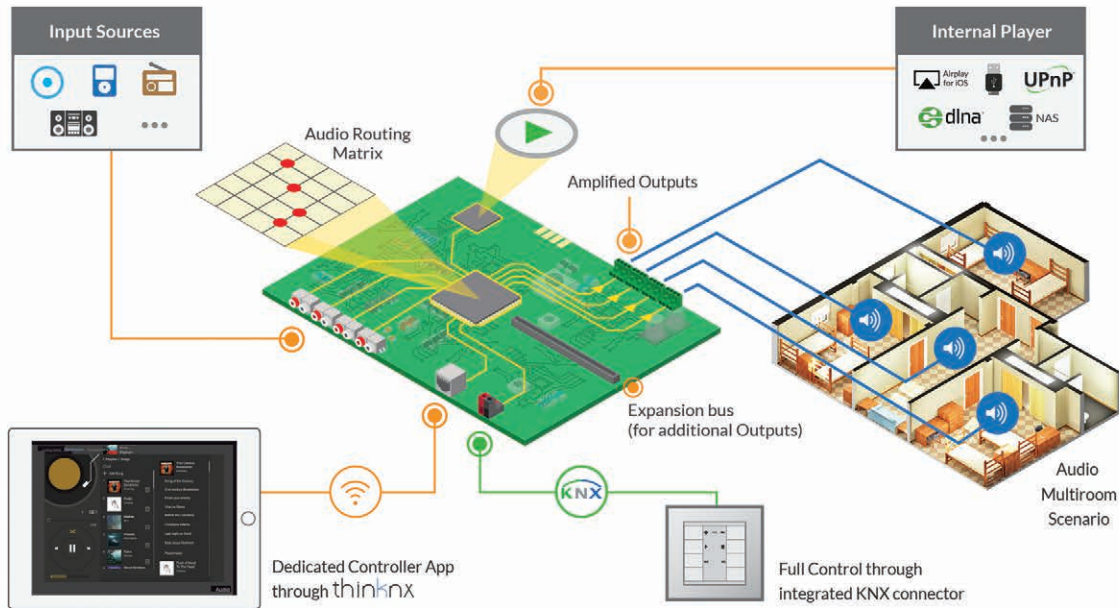 Input Sources
Internal Player
Airplay
for iOS
UPnP
dlna
NAS
Audio Routing
Matrix
Amplified Outputs
Expansion bus
(for additional Outputs)
Audio
Multiroom
Scenario
KNX
Dedicated Controller App
through thinknx
Full Control through
integrated KNX connector
Audio